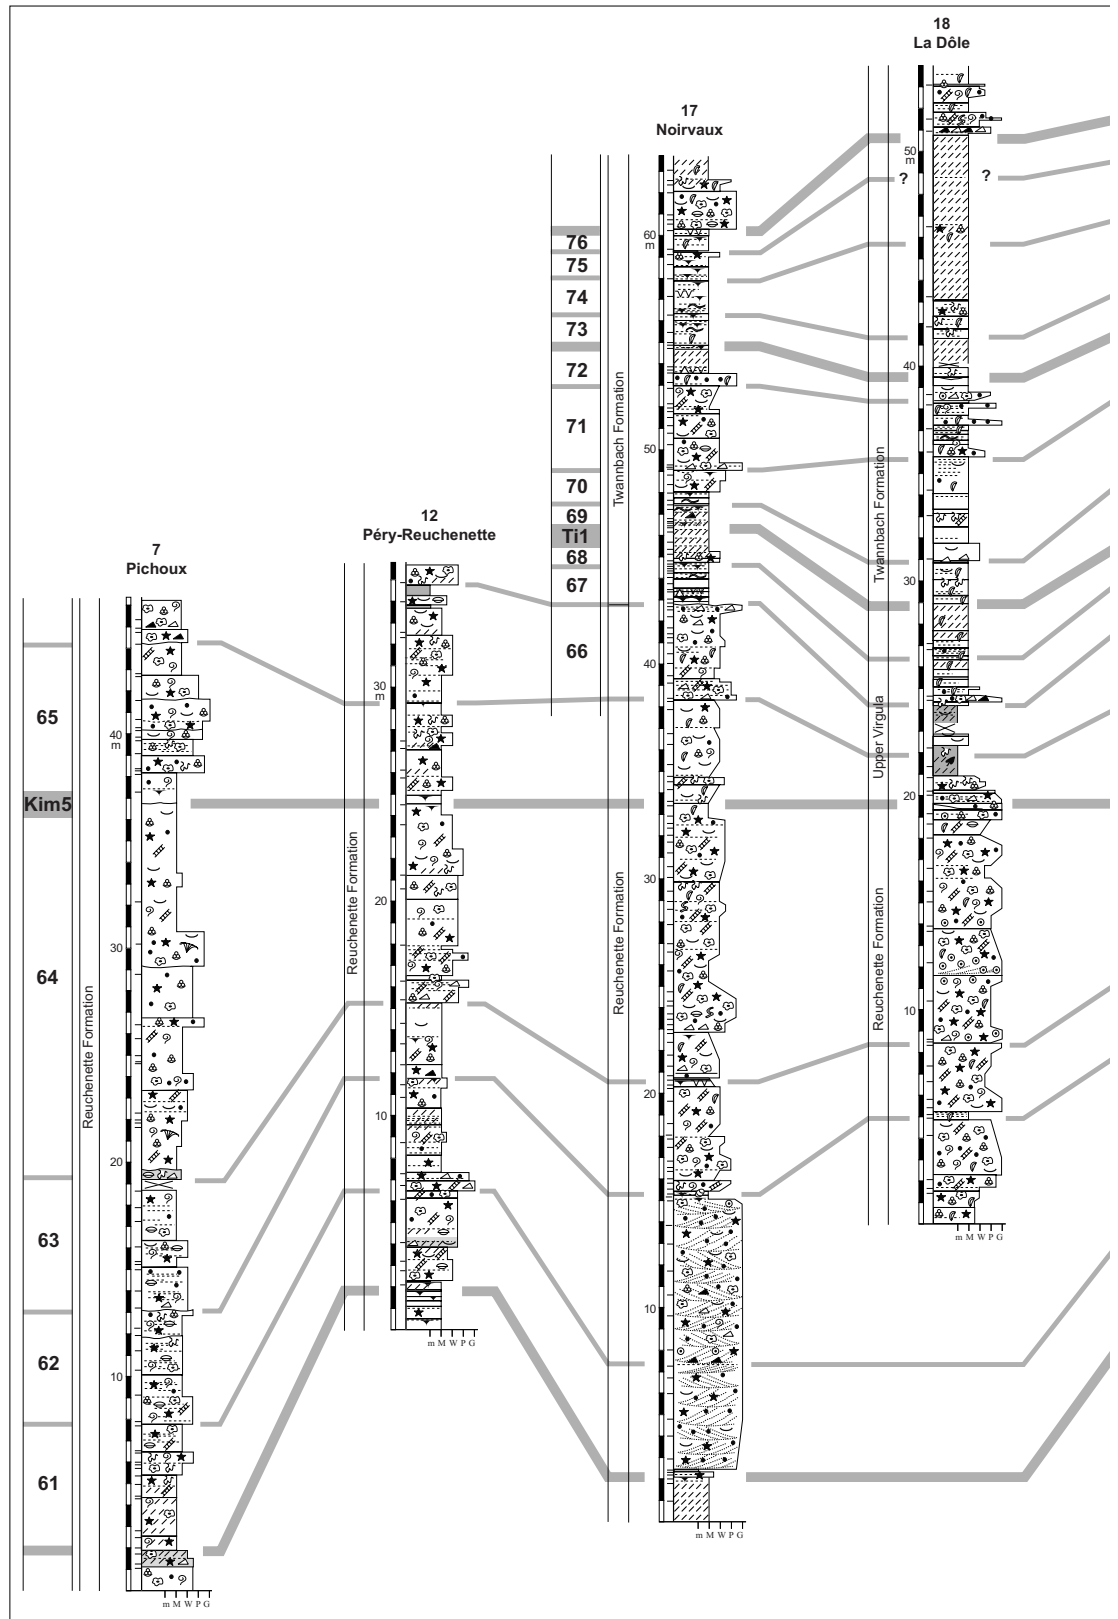 18
La Dôle
17
Noirvaux
12
Péry-Reuchenette
7
Pichoux
65
Kim5
64
63
62
61
Reuchenette Formation
40
m
30
20
10
m M W P G
Reuchenette Formation
30
m
20
10
m M W P G
76
75
74
73
72
71
70
69
Ti1
68
67
66
Twannbach Formation
Reuchenette Formation
60
m
50
40
30
20
10
m M W P G
Twannbach Formation
Upper Virgula
Reuchenette Formation
50
m
40
30
20
10
?
?
m M W P G